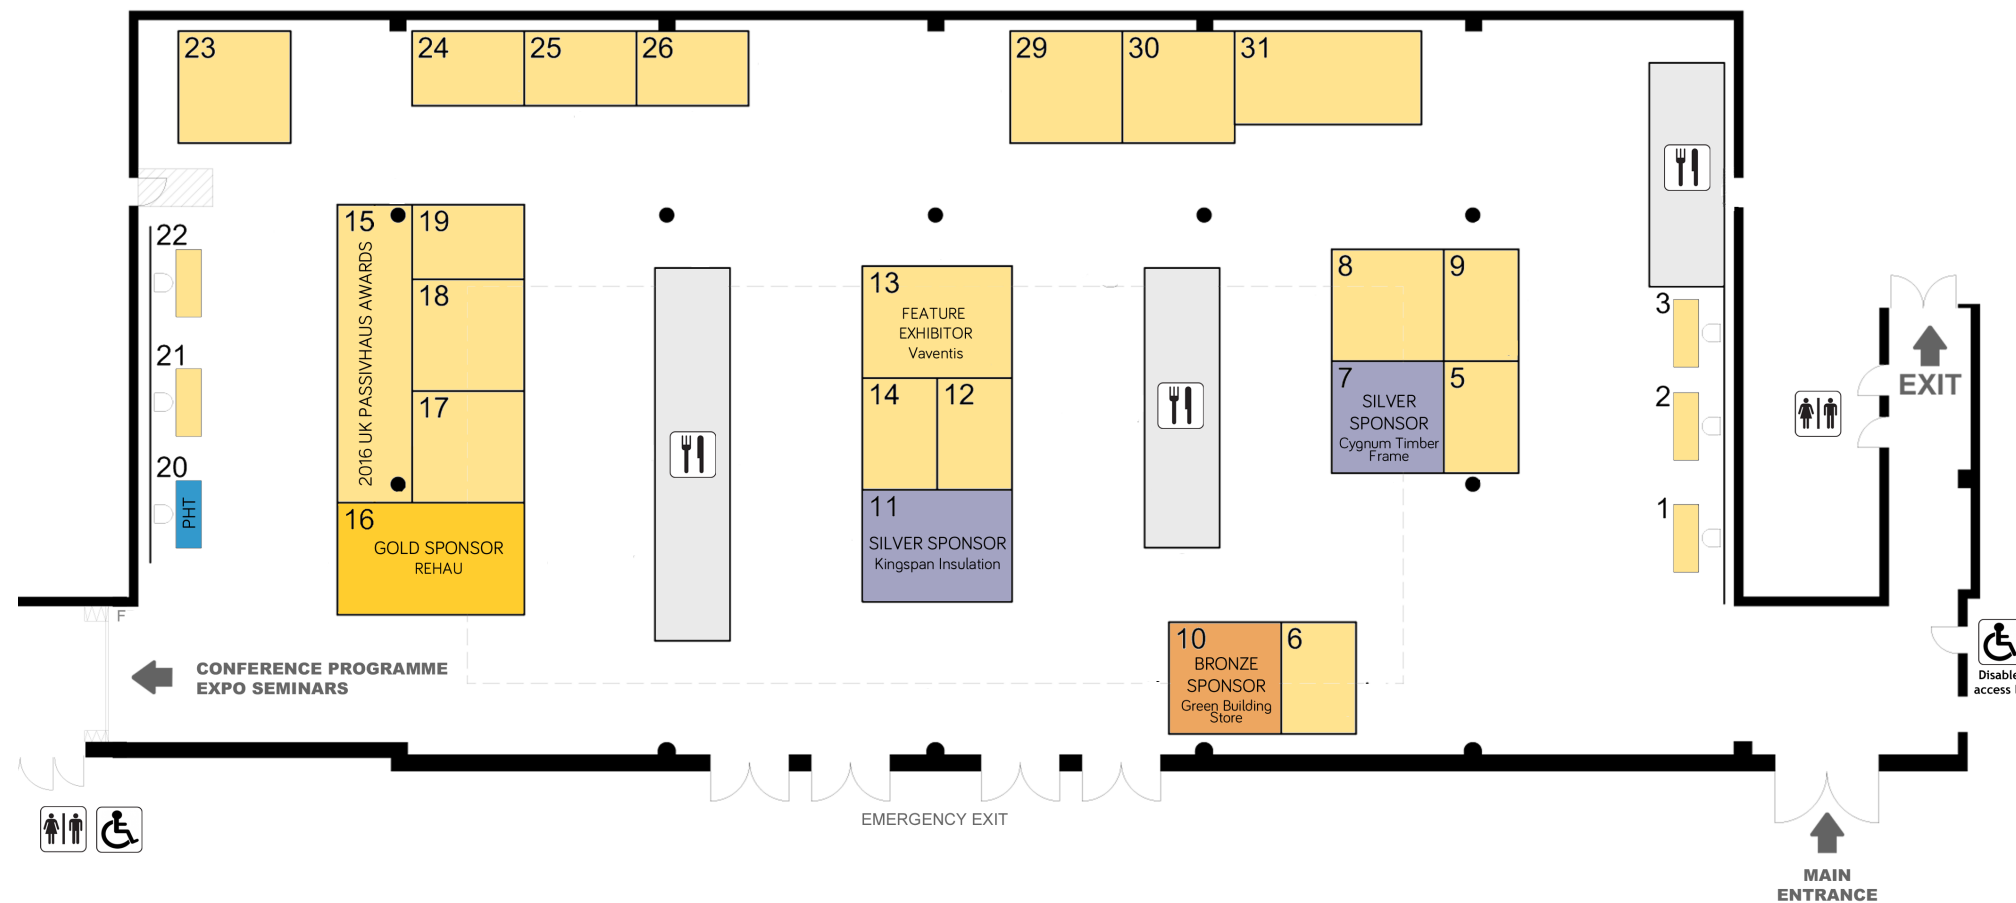 23
24
25
26
29
30
31
22
21
20
PHT
15
2016 UK PASSIVHAUS AWARDS
19
18
17
16
GOLD SPONSOR
REHAU
13
FEATURE
EXHIBITOR
Vaventis
14
12
11
SILVER SPONSOR
Kingspan Insulation
8
9
7
SILVER
SPONSOR
Cygnum Timber
Frame
5
3
2
1
EXIT
10
BRONZE
SPONSOR
Green Building
Store
6
F
CONFERENCE PROGRAMME
EXPO SEMINARS
Disable
access
EMERGENCY EXIT
MAIN
ENTRANCE